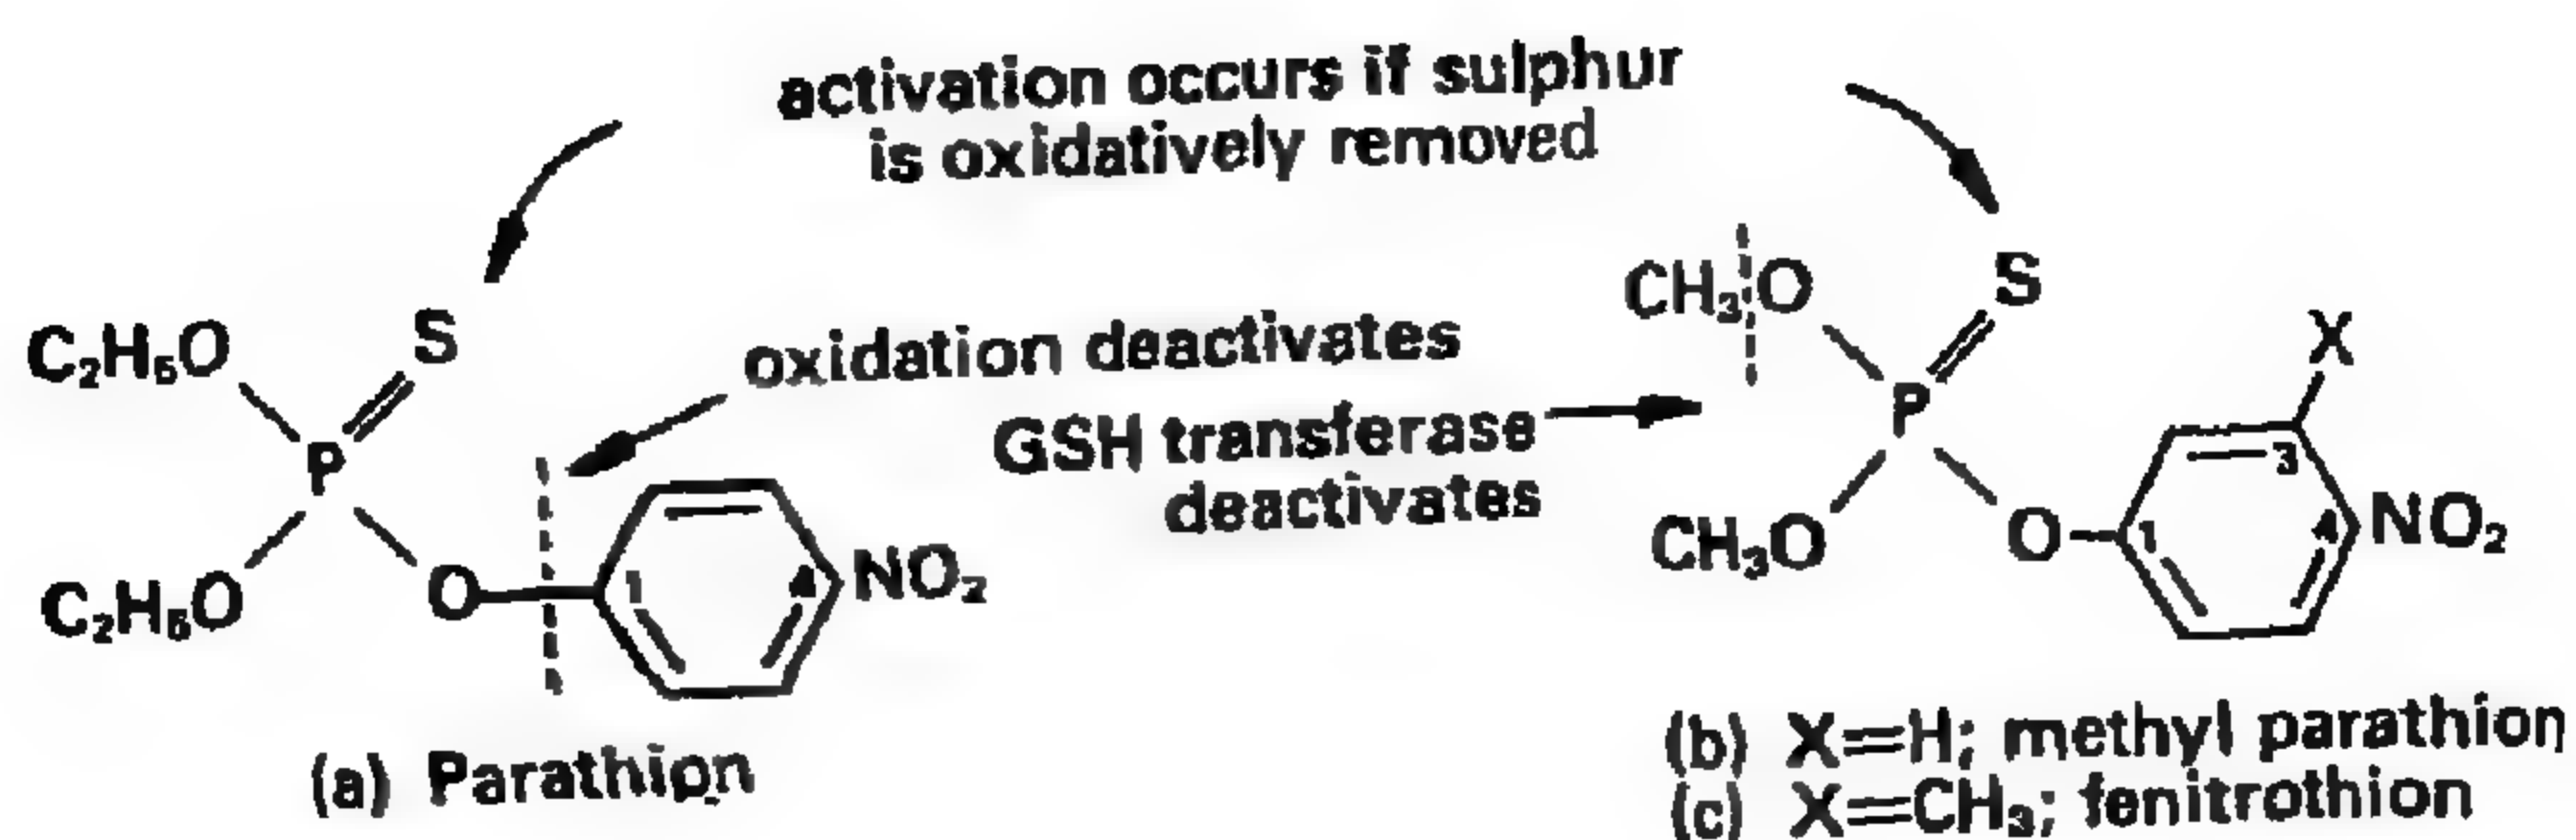 activation occurs if sulphur
is oxidatively removed
C₂H₅O
S
P
C₂H₅O
O
1
4
NO₂
oxidation deactivates
GSH transferase
deactivates
CH₃O
S
P
CH₃O
O
1
3
4
X
NO₂
(a) Parathion
(b) X=H; methyl parathion
(c) X=CH₃; fenitrothion